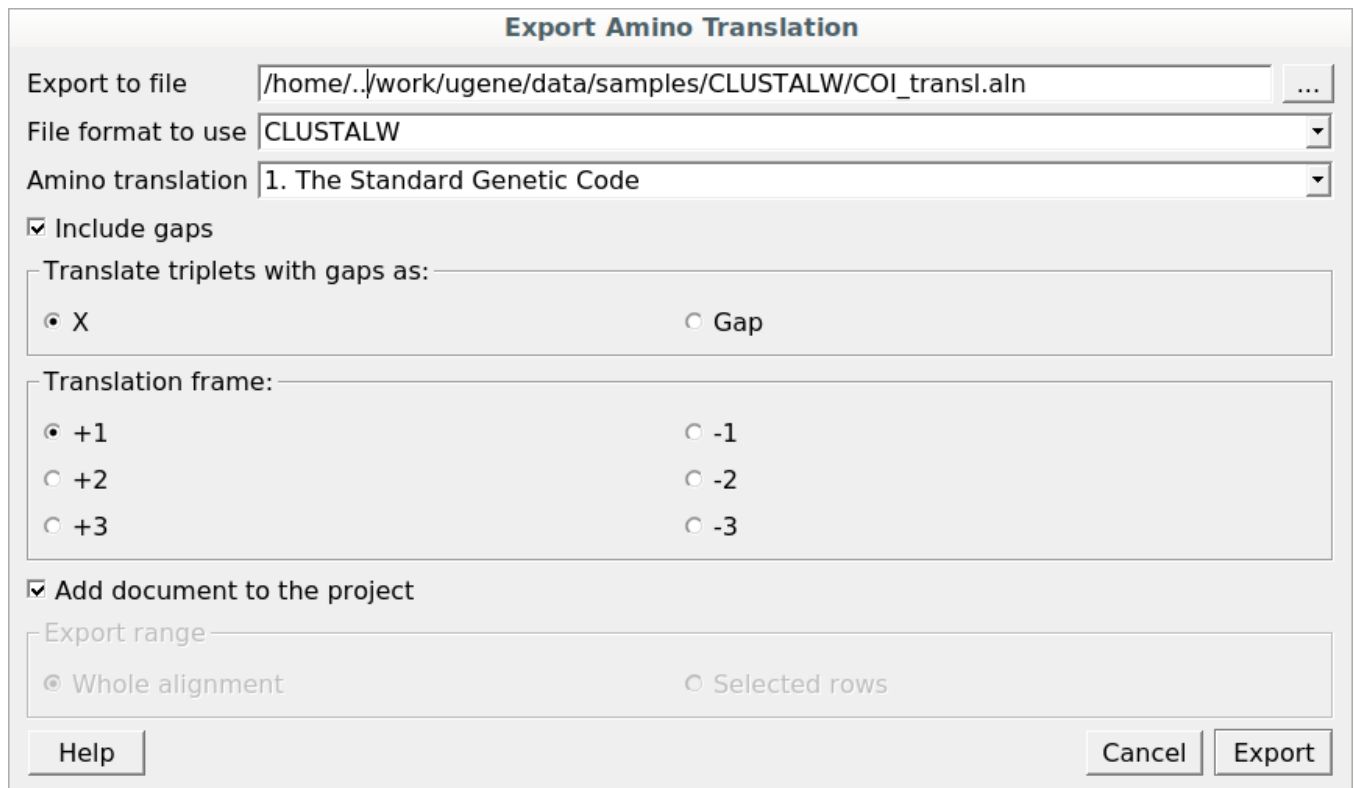 Export Amino Translation
Export to file /home/../work/ugene/data/samples/CLUSTALW/COI_transl.aln ...
File format to use CLUSTALW
Amino translation 1. The Standard Genetic Code
Include gaps
Translate triplets with gaps as:
X Gap
Translation frame:
+1 -1
+2 -2
+3 -3
Add document to the project
Export range
Whole alignment Selected rows
Help Cancel Export